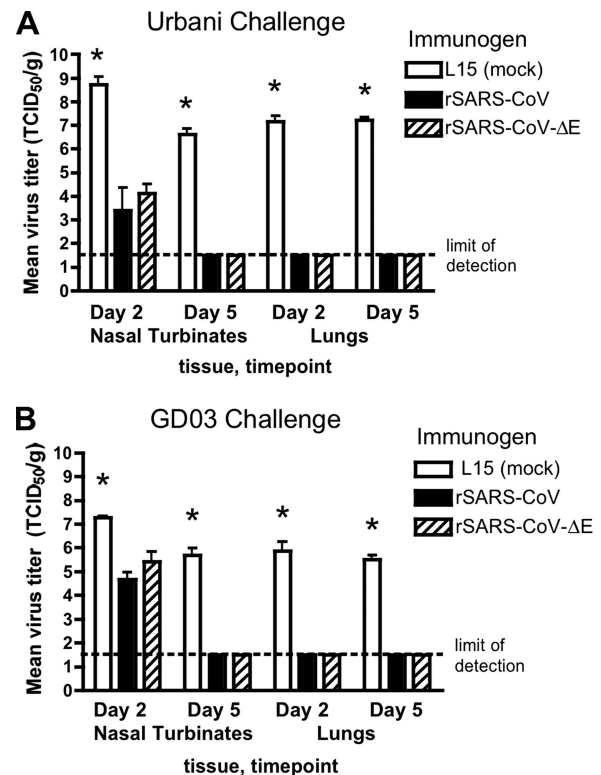 A Urbani Challenge
Immunogen
L15 (mock)
rSARS-CoV
rSARS-CoV-ΔE
Mean virus titer (TCID50/g)
10
9
8
7
6
5
4
3
2
1
0
* * * *
limit of
detection
Day 2 Day 5 Day 2 Day 5
Nasal Turbinates Lungs
tissue, timepoint
B GD03 Challenge
Immunogen
L15 (mock)
rSARS-CoV
rSARS-CoV-ΔE
Mean virus titer (TCID50/g)
10
9
8
7
6
5
4
3
2
1
0
* * * *
limit of
detection
Day 2 Day 5 Day 2 Day 5
Nasal Turbinates Lungs
tissue, timepoint